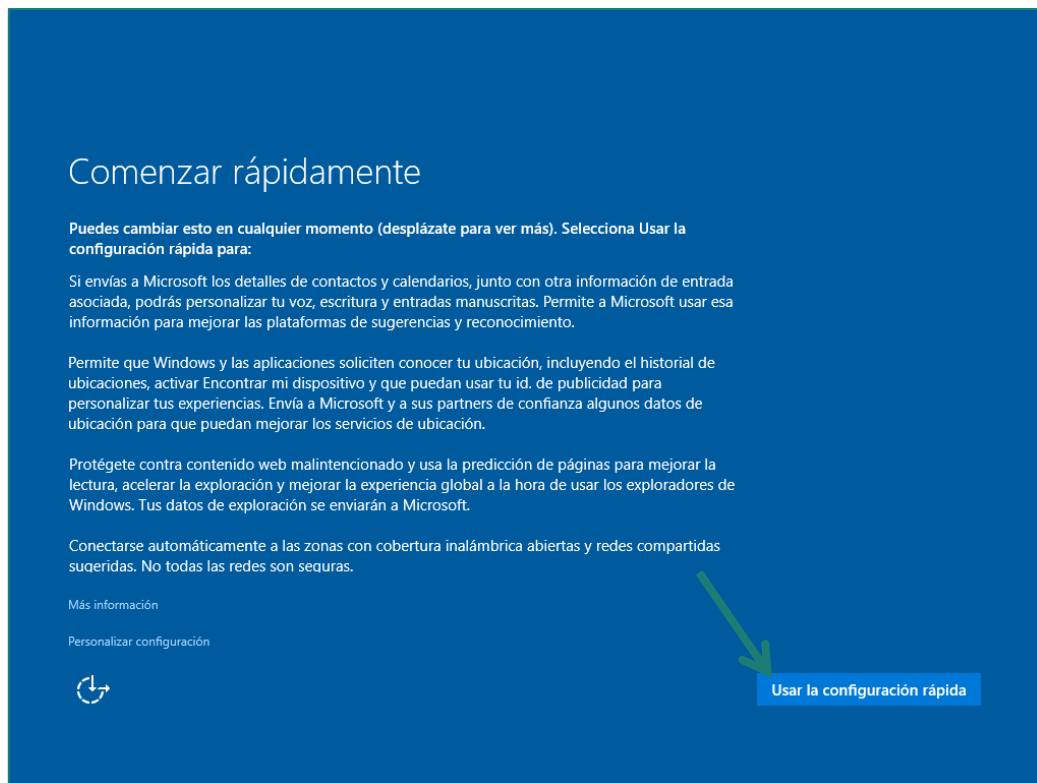 Comenzar rápidamente
Puedes cambiar esto en cualquier momento (desplázate para ver más). Selecciona Usar la
configuración rápida para:
Si envías a Microsoft los detalles de contactos y calendarios, junto con otra información de entrada
asociada, podrás personalizar tu voz, escritura y entradas manuscritas. Permite a Microsoft usar esa
información para mejorar las plataformas de sugerencias y reconocimiento.
Permite que Windows y las aplicaciones soliciten conocer tu ubicación, incluyendo el historial de
ubicaciones, activar Encontrar mi dispositivo y que puedan usar tu id. de publicidad para
personalizar tus experiencias. Envía a Microsoft y a sus partners de confianza algunos datos de
ubicación para que puedan mejorar los servicios de ubicación.
Protégete contra contenido web malintencionado y usa la predicción de páginas para mejorar la
lectura, acelerar la exploración y mejorar la experiencia global a la hora de usar los exploradores de
Windows. Tus datos de exploración se enviarán a Microsoft.
Conectarse automáticamente a las zonas con cobertura inalámbrica abiertas y redes compartidas
sugeridas. No todas las redes son seguras.
Más información
Personalizar configuración
Usar la configuración rápida